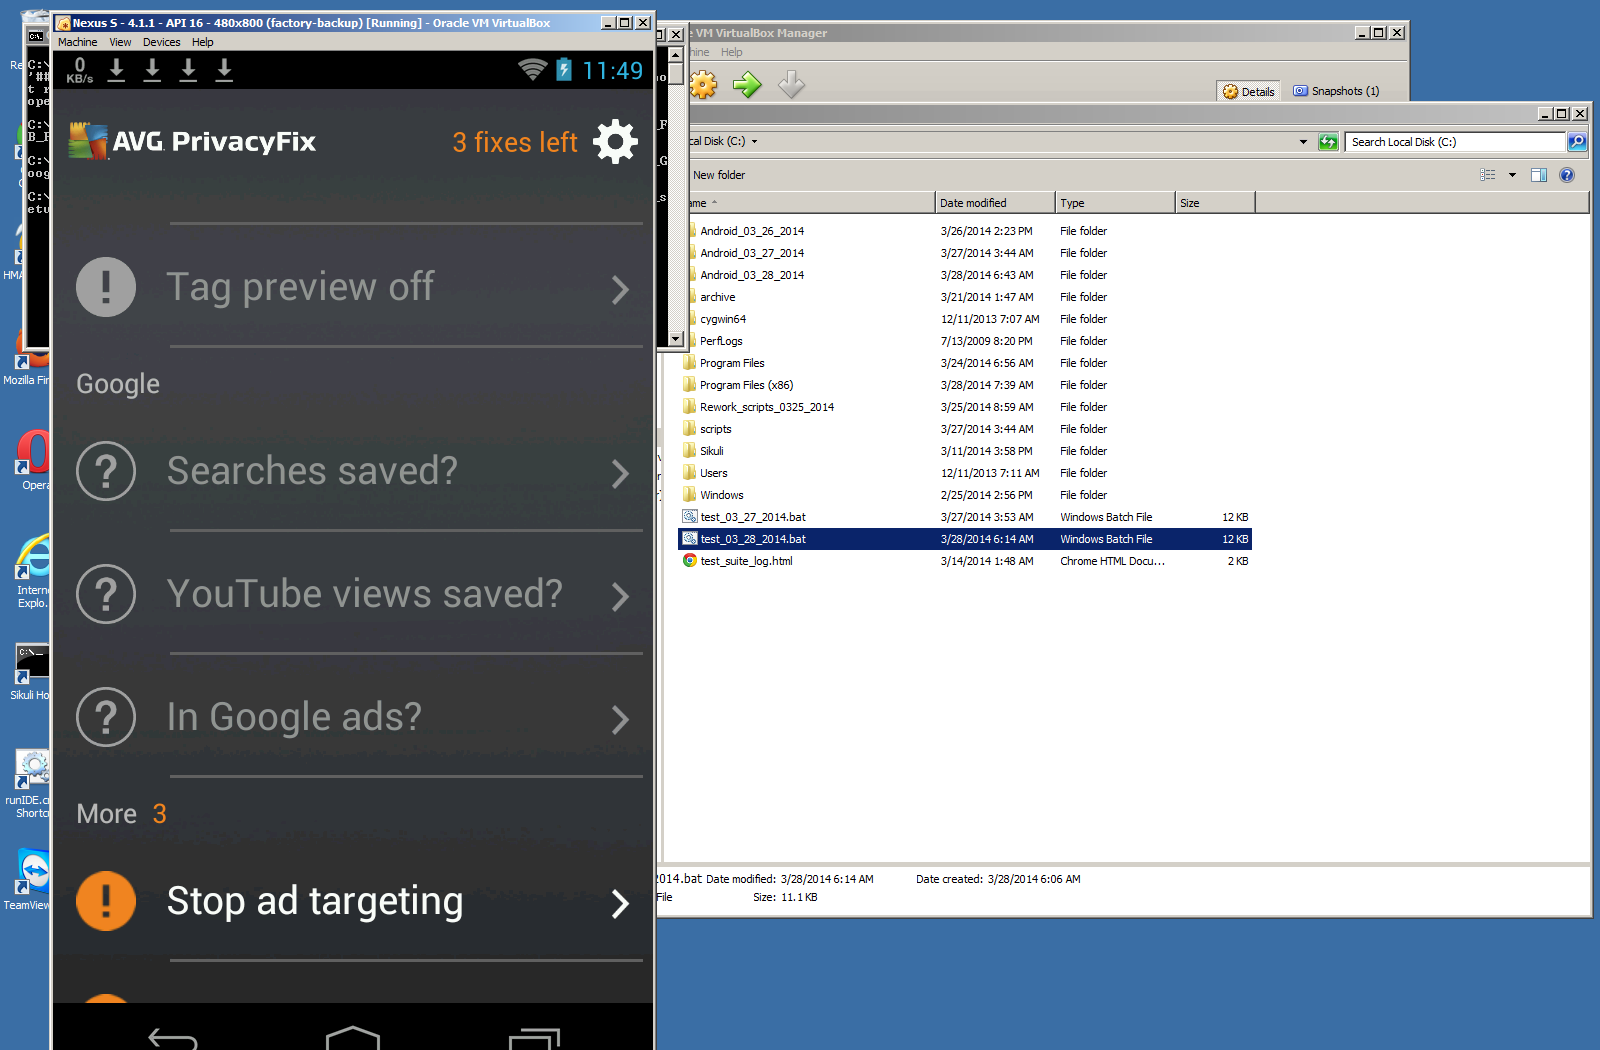 Nexus S - 4.1.1 - API 16 - 480x800 (factory-backup) [Running] - Oracle VM VirtualBox
Machine View Devices Help
0
KB/s
11:49
AVG PrivacyFix
3 fixes left
Tag preview off
Google
Searches saved?
YouTube views saved?
In Google ads?
More 3
Stop ad targeting
VM VirtualBox Manager
Help
Details
Snapshots (1)
cal Disk (C:)
Search Local Disk (C:)
New folder
ame
Date modified
Type
Size
Android_03_26_2014 3/26/2014 2:23 PM File folder
Android_03_27_2014 3/27/2014 3:44 AM File folder
Android_03_28_2014 3/28/2014 6:43 AM File folder
archive 3/21/2014 1:47 AM File folder
cygwin64 12/11/2013 7:07 AM File folder
PerfLogs 7/13/2009 8:20 PM File folder
Program Files 3/24/2014 6:56 AM File folder
Program Files (x86) 3/28/2014 7:39 AM File folder
Rework_scripts_0325_2014 3/25/2014 8:59 AM File folder
scripts 3/27/2014 3:44 AM File folder
Sikuli 3/11/2014 3:58 PM File folder
Users 12/11/2013 7:11 AM File folder
Windows 2/25/2014 2:56 PM File folder
test_03_27_2014.bat 3/27/2014 3:53 AM Windows Batch File 12 KB
test_03_28_2014.bat 3/28/2014 6:14 AM Windows Batch File 12 KB
test_suite_log.html 3/14/2014 1:48 AM Chrome HTML Docu... 2 KB
2014.bat Date modified: 3/28/2014 6:14 AM Date created: 3/28/2014 6:06 AM
File Size: 11.1 KB
HMA
Mozilla Fir
Opera
Intern
Explo.
Sikuli Ho
runIDE.c
Shortcu
TeamView